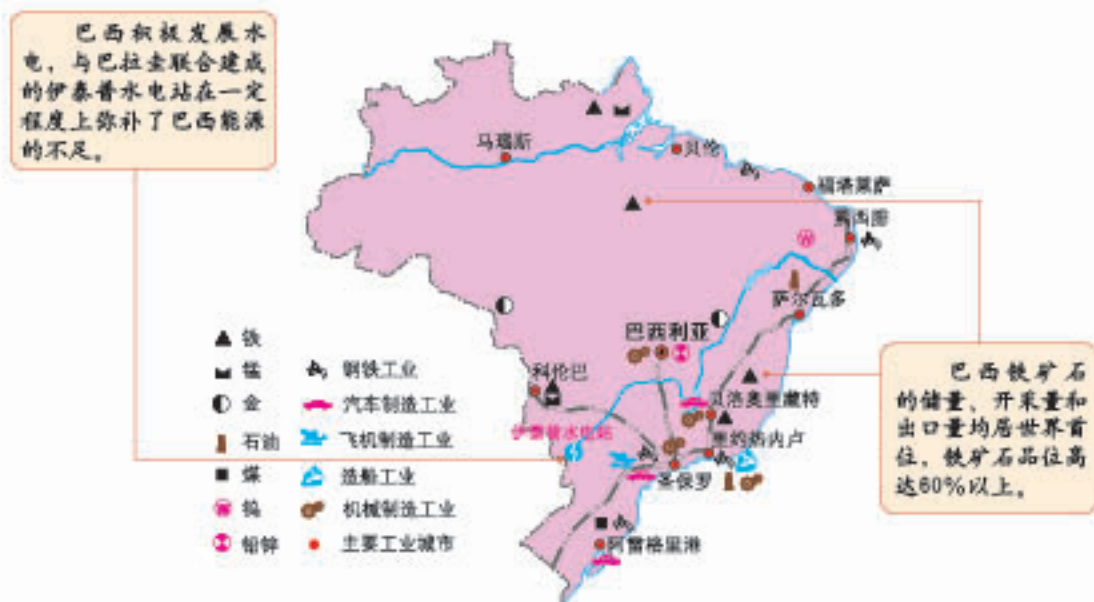 巴西积极发展水
电，与巴拉圭联合建成
的伊泰普水电站在一定
程度上弥补了巴西能源
的不足。
马瑙斯
贝伦
福塔莱萨
累西腓
萨尔瓦多
巴西利亚
科伦巴
贝洛奥里藏特
伊泰普水电站
里约热内卢
圣保罗
阿雷格里港
铁
锰
金
石油
煤
钨
铅锌
钢铁工业
汽车制造工业
飞机制造工业
造船工业
机械制造工业
主要工业城市
巴西铁矿石
的储量、开采量和
出口量均居世界首
位，铁矿石品位高
达60%以上。